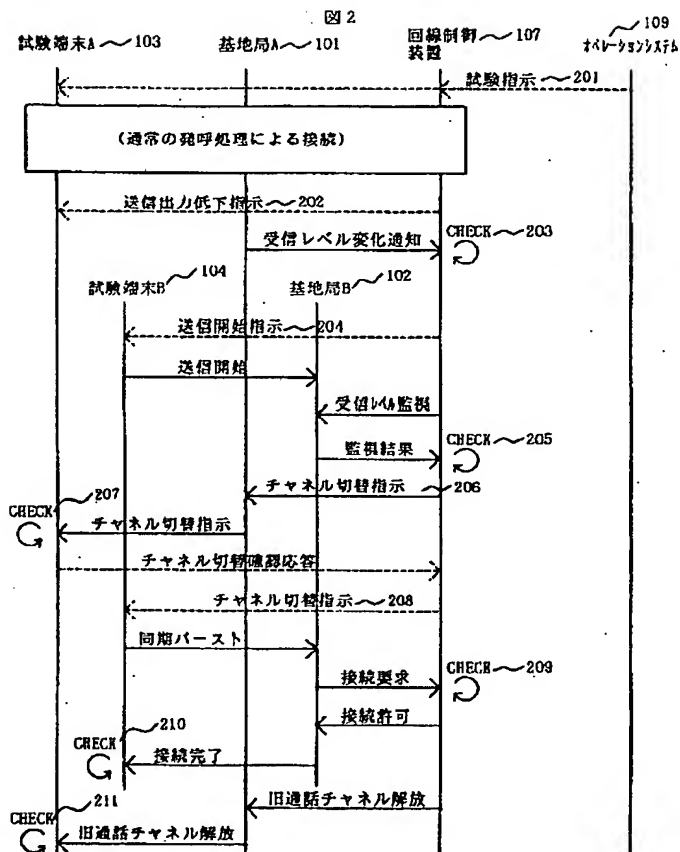 図2
試験端末A 103
基地局A 101
回線制御 107
装置
109
オペレーションシステム
試験指示 201
(通常の発呼処理による接続)
送信出力低下指示 202
受信レベル変化通知
CHECK 203
104
試験端末B
102
基地局B
送信開始指示 204
送信開始
受信レベル監視
監視結果
CHECK 205
チャネル切替指示 206
207
CHECK
チャネル切替指示
チャネル切替確認応答
チャネル切替指示 208
同期バースト
接続要求
CHECK 209
接続許可
210
CHECK
接続完了
211
旧通話チャネル解放
CHECK
旧通話チャネル解放